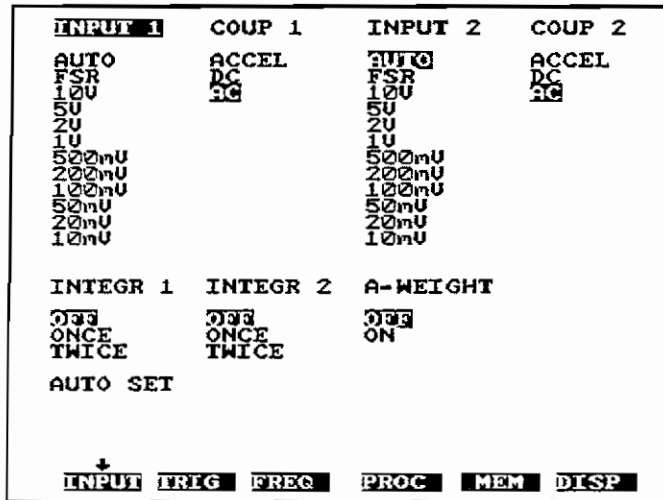 INPUT 1 COUP 1 INPUT 2 COUP 2
AUTO ACCEL AUTO ACCEL
FSR DC FSR DC
10V AC 10V AC
5V 5V
2V 2V
1V 1V
500mV 500mV
200mV 200mV
100mV 100mV
50mV 50mV
20mV 20mV
10mV 10mV
INTEGR 1 INTEGR 2 A-WEIGHT
OFF OFF OFF
ONCE ONCE ON
TWICE TWICE
AUTO SET
INPUT TRIG FREQ PROC MEM DISP